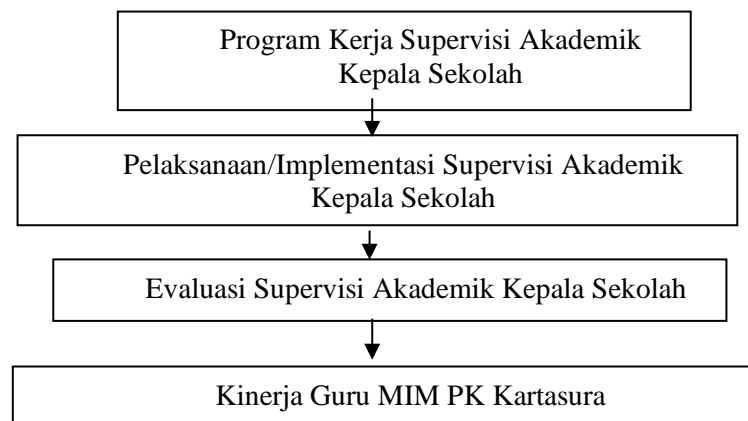 Program Kerja Supervisi Akademik
Kepala Sekolah
Pelaksanaan/Implementasi Supervisi Akademik
Kepala Sekolah
Evaluasi Supervisi Akademik Kepala Sekolah
Kinerja Guru MIM PK Kartasura